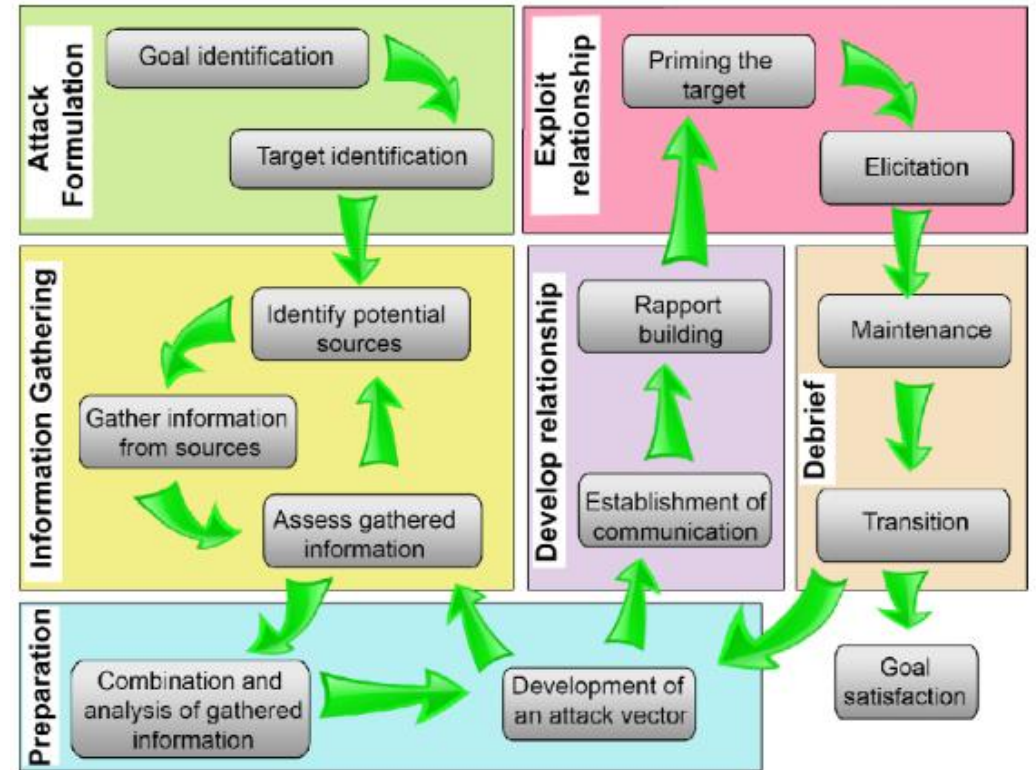 Attack
Formulation
Goal identification
Target identification
Exploit
relationship
Priming the
target
Elicitation
Information Gathering
Identify potential
sources
Gather information
from sources
Assess gathered
information
Develop relationship
Rapport
building
Establishment of
communication
Debrief
Maintenance
Transition
Preparation
Combination and
analysis of gathered
information
Development of
an attack vector
Goal
satisfaction